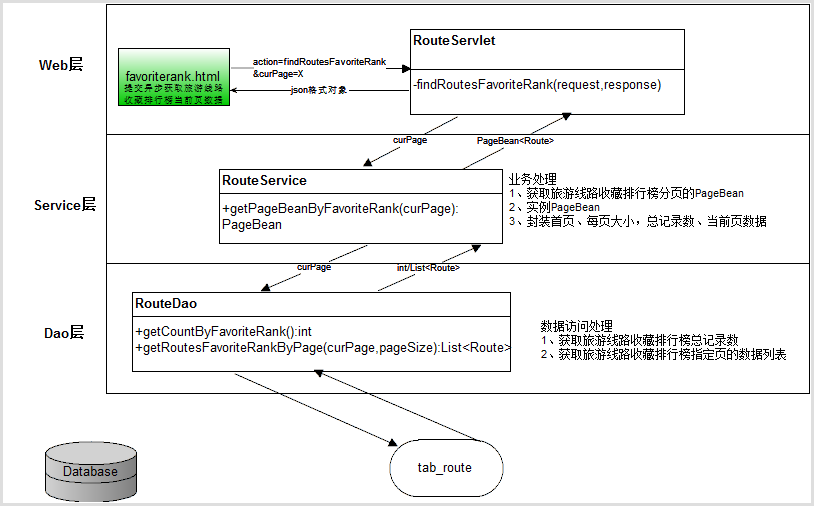 Web层
favoriterank.html
提交异步获取旅游线路
收藏排行榜当前页数据
action=findRoutesFavoriteRank
&curPage=X
json格式对象
RouteServlet
-findRoutesFavoriteRank(request,response)
curPage
PageBean<Route>
Service层
RouteService
+getPageBeanByFavoriteRank(curPage):
PageBean
业务处理
1、获取旅游线路收藏排行榜分页的PageBean
2、实例PageBean
3、封装首页、每页大小，总记录数、当前页数据
curPage
int/List<Route>
Dao层
RouteDao
+getCountByFavoriteRank():int
+getRoutesFavoriteRankByPage(curPage,pageSize):List<Route>
数据访问处理
1、获取旅游线路收藏排行榜总记录数
2、获取旅游线路收藏排行榜指定页的数据列表
Database
tab_route